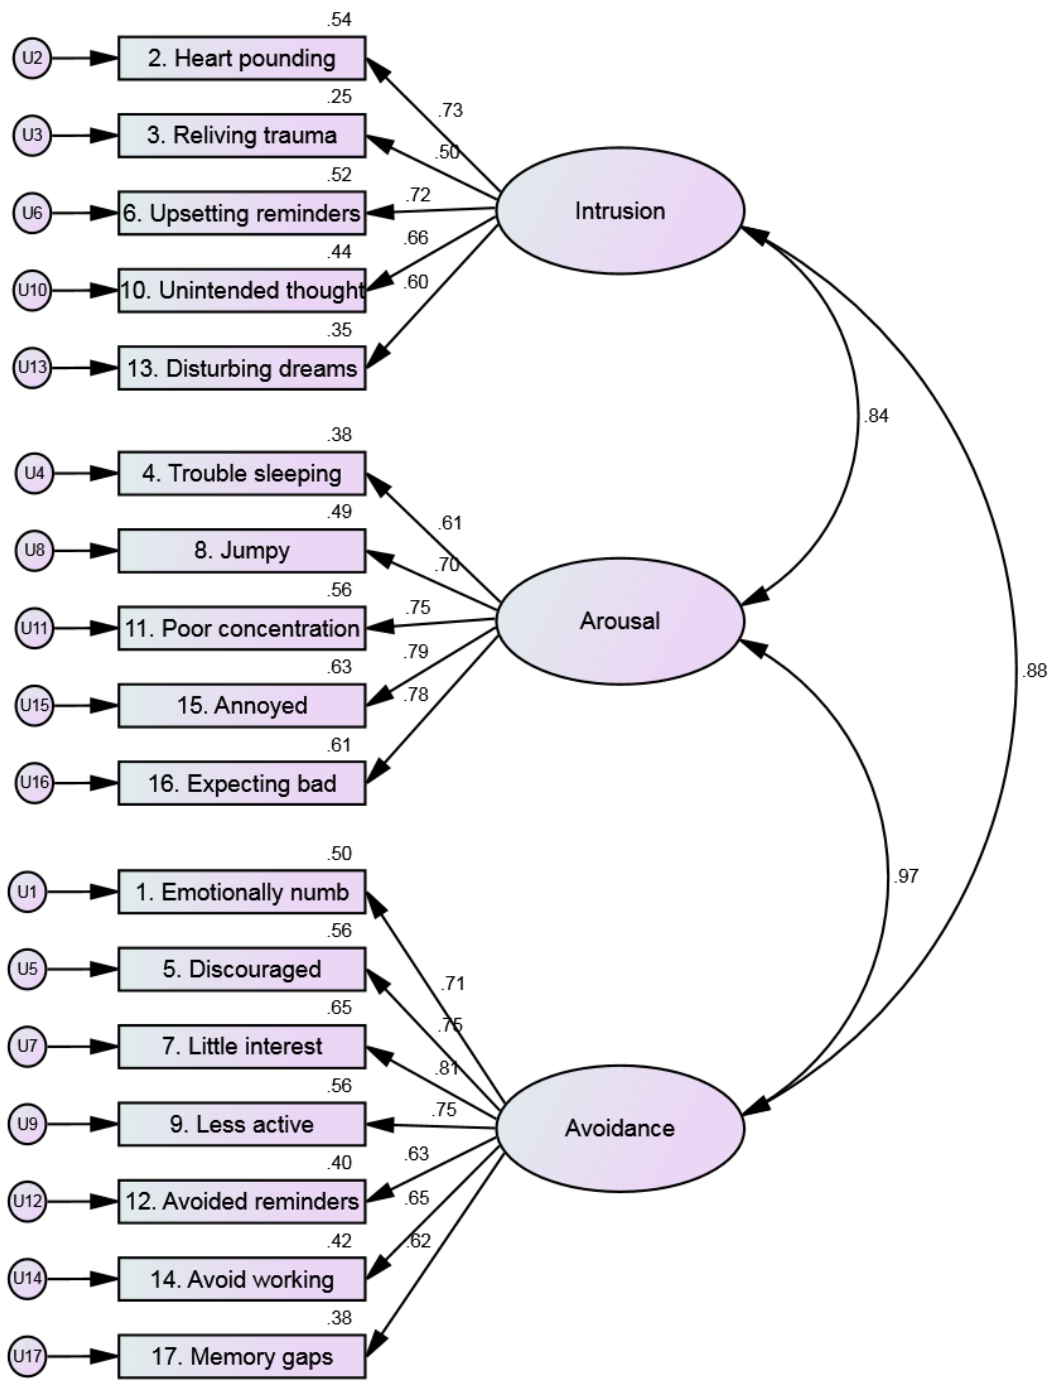 .54
U2
2. Heart pounding
.73
.25
U3
3. Reliving trauma
.50
.52
U6
6. Upsetting reminders
.72
Intrusion
.44
U10
10. Unintended thought
.66
.35
U13
13. Disturbing dreams
.60
.84
.38
U4
4. Trouble sleeping
.61
.49
U8
8. Jumpy
.70
.56
U11
11. Poor concentration
.75
Arousal
.63
U15
15. Annoyed
.79
.61
U16
16. Expecting bad
.78
.88
.97
.50
U1
1. Emotionally numb
.71
.56
U5
5. Discouraged
.75
.65
U7
7. Little interest
.81
.56
U9
9. Less active
.75
Avoidance
.40
U12
12. Avoided reminders
.63
.42
U14
14. Avoid working
.65
.38
U17
17. Memory gaps
.62